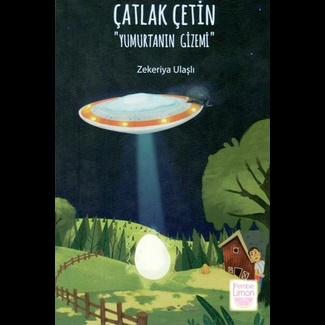 ÇATLAK ÇETİN
"YUMURTANIN GİZEMİ"
Zekeriya Ulaşlı
Pembe
Limon